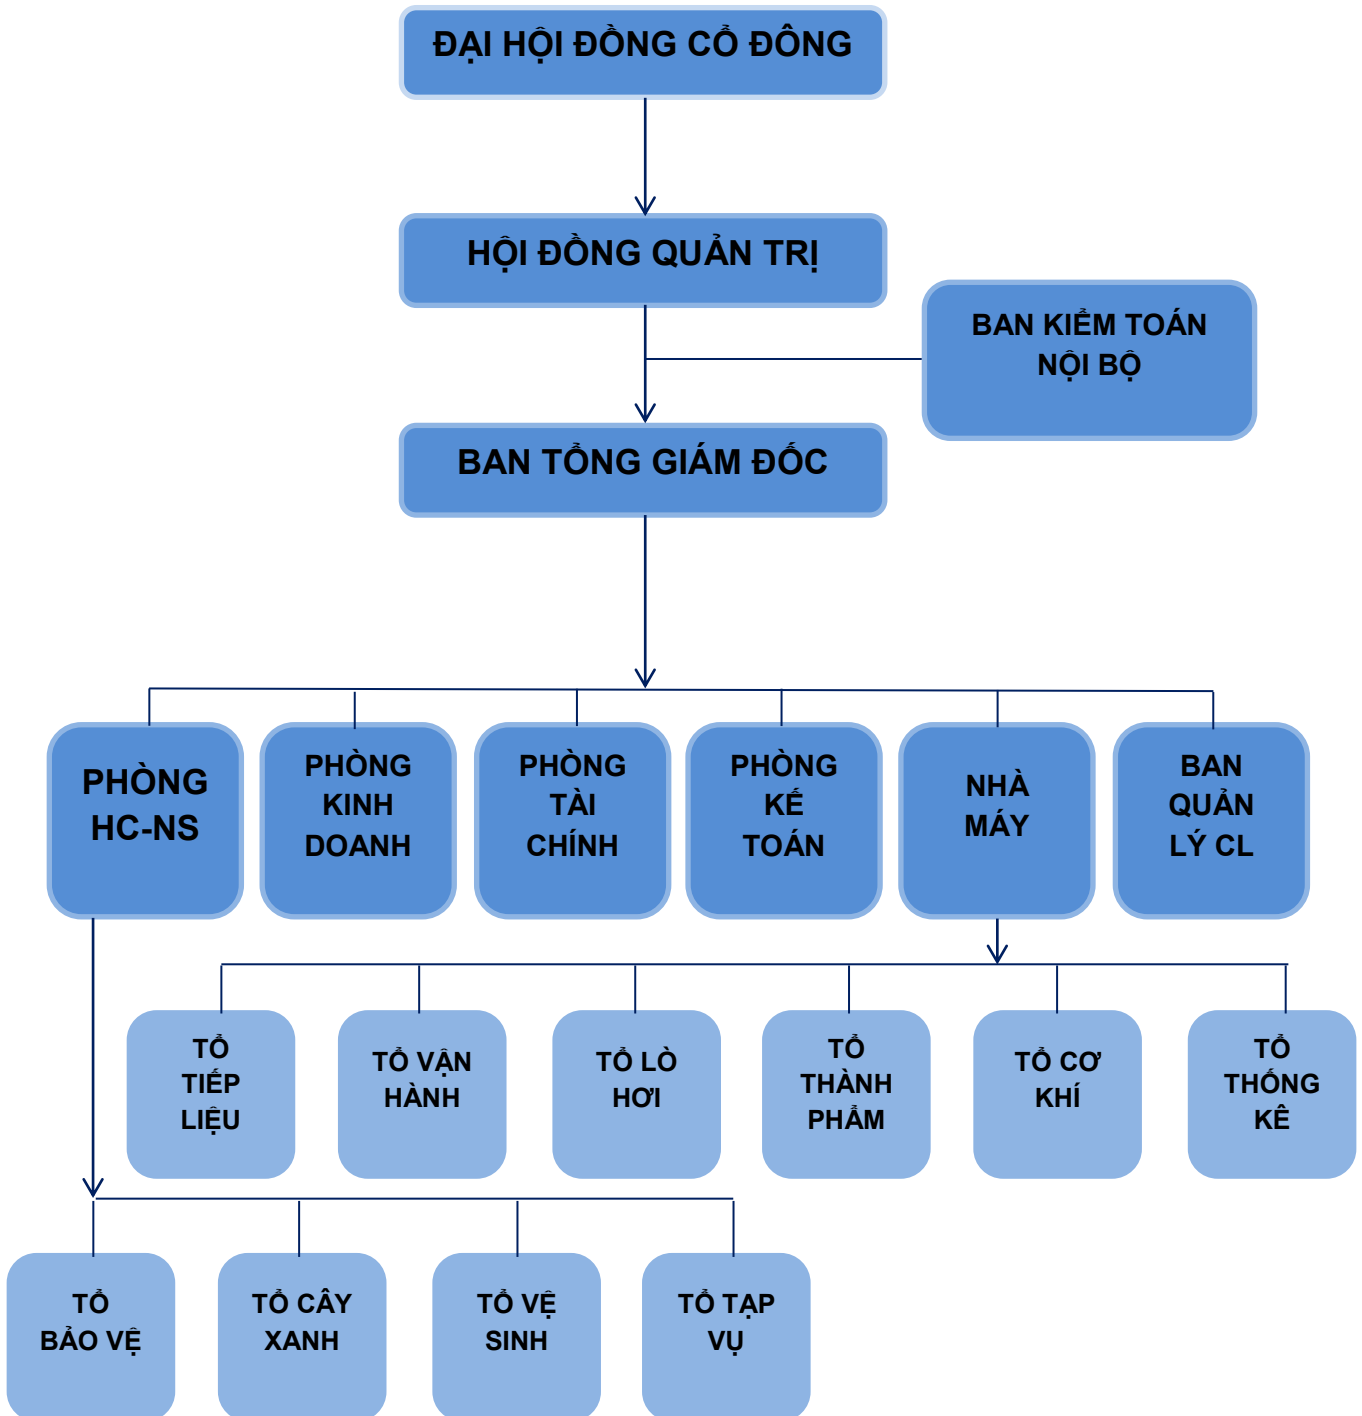 ĐẠI HỘI ĐỒNG CỔ ĐÔNG
HỘI ĐỒNG QUẢN TRỊ
BAN KIỂM TOÁN
NỘI BỘ
BAN TỔNG GIÁM ĐỐC
PHÒNG
HC-NS
PHÒNG
KINH
DOANH
PHÒNG
TÀI
CHÍNH
PHÒNG
KẾ
TOÁN
NHÀ
MÁY
BAN
QUẢN
LÝ CL
TỔ
TIẾP
LIỆU
TỔ VẬN
HÀNH
TỔ LÒ
HƠI
TỔ
THÀNH
PHẨM
TỔ CƠ
KHÍ
TỔ
THỐNG
KÊ
TỔ
BẢO VỆ
TỔ CÂY
XANH
TỔ VỆ
SINH
TỔ TẠP
VỤ